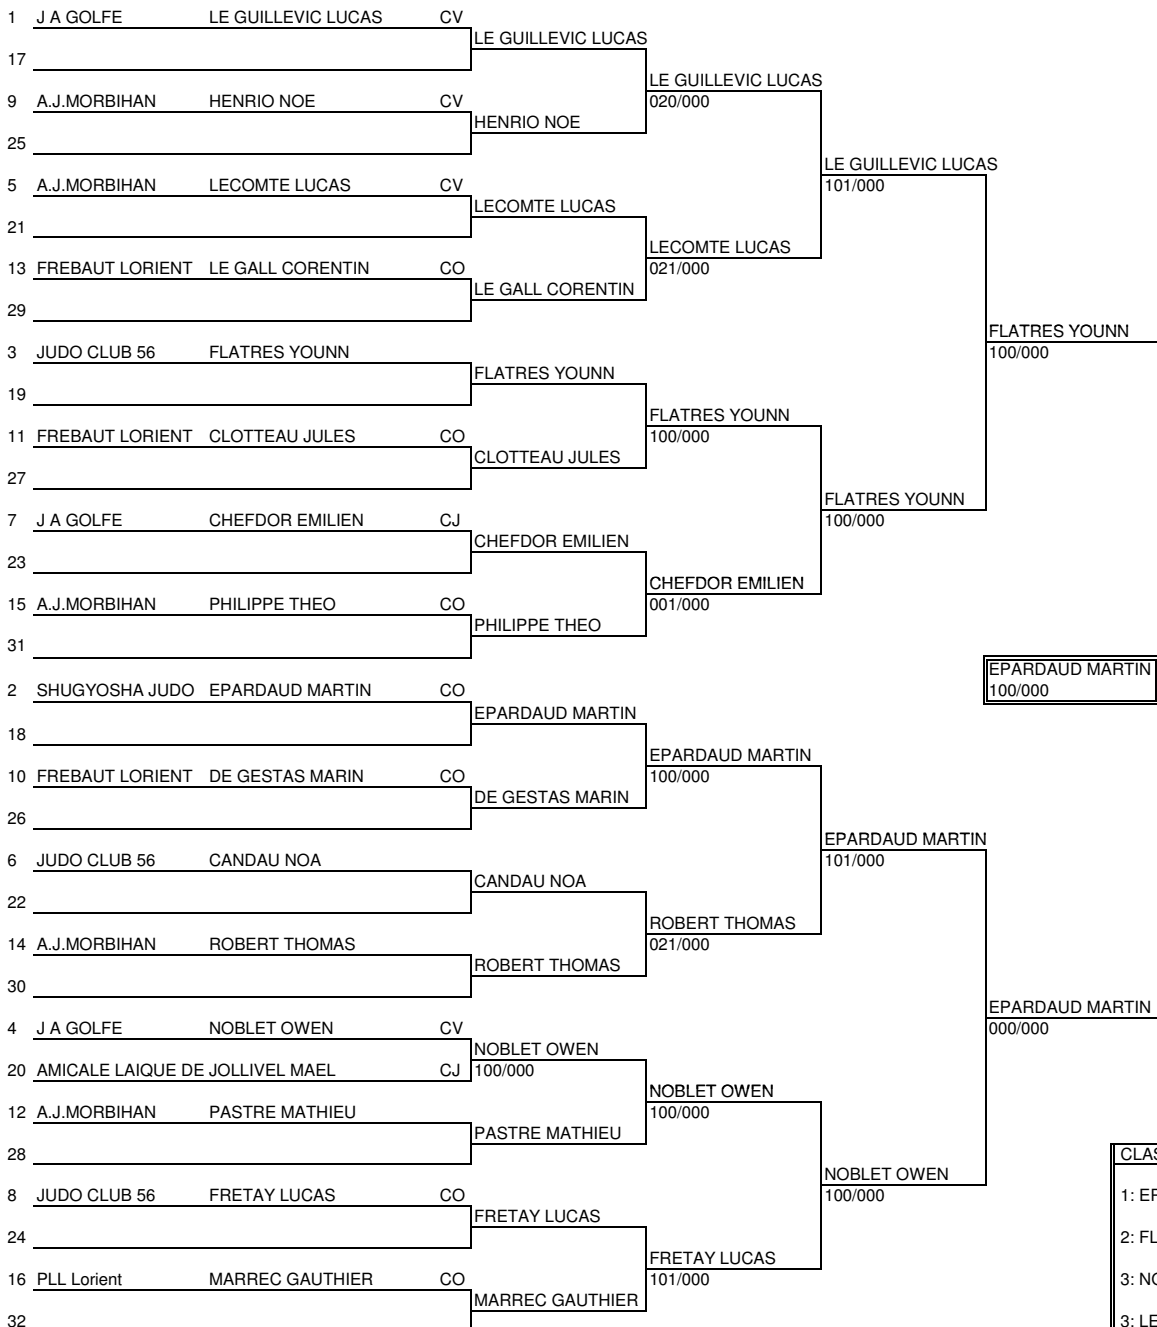 1 J A GOLFE LE GUILLEVIC LUCAS CV
LE GUILLEVIC LUCAS
17
LE GUILLEVIC LUCAS
9 A.J.MORBIHAN HENRIO NOE CV 020/000
HENRIO NOE
25
LE GUILLEVIC LUCAS
5 A.J.MORBIHAN LECOMTE LUCAS CV 101/000
LECOMTE LUCAS
21
LECOMTE LUCAS
13 FREBAUT LORIENT LE GALL CORENTIN CO 021/000
LE GALL CORENTIN
29
FLATRES YOUNN
3 JUDO CLUB 56 FLATRES YOUNN 100/000
FLATRES YOUNN
19
FLATRES YOUNN
11 FREBAUT LORIENT CLOTTEAU JULES CO 100/000
CLOTTEAU JULES
27
FLATRES YOUNN
7 J A GOLFE CHEFDOR EMILIEN CJ 100/000
CHEFDOR EMILIEN
23
CHEFDOR EMILIEN
15 A.J.MORBIHAN PHILIPPE THEO CO 001/000
PHILIPPE THEO
31
EPARDAUD MARTIN
2 SHUGYOSHA JUDO EPARDAUD MARTIN CO 100/000
EPARDAUD MARTIN
18
EPARDAUD MARTIN
10 FREBAUT LORIENT DE GESTAS MARIN CO 100/000
DE GESTAS MARIN
26
EPARDAUD MARTIN
6 JUDO CLUB 56 CANDAU NOA 101/000
CANDAU NOA
22
ROBERT THOMAS
14 A.J.MORBIHAN ROBERT THOMAS 021/000
ROBERT THOMAS
30
EPARDAUD MARTIN
4 J A GOLFE NOBLET OWEN CV 000/000
NOBLET OWEN
20 AMICALE LAIQUE DE JOLLIVEL MAEL CJ 100/000
NOBLET OWEN
12 A.J.MORBIHAN PASTRE MATHIEU 100/000
PASTRE MATHIEU
28
NOBLET OWEN
8 JUDO CLUB 56 FRETAY LUCAS CO 100/000 1:
FRETAY LUCAS
24 2: FL
FRETAY LUCAS
16 PLL Lorient MARREC GAUTHIER CO 101/000 3:
MARREC GAUTHIER
32 3: LE